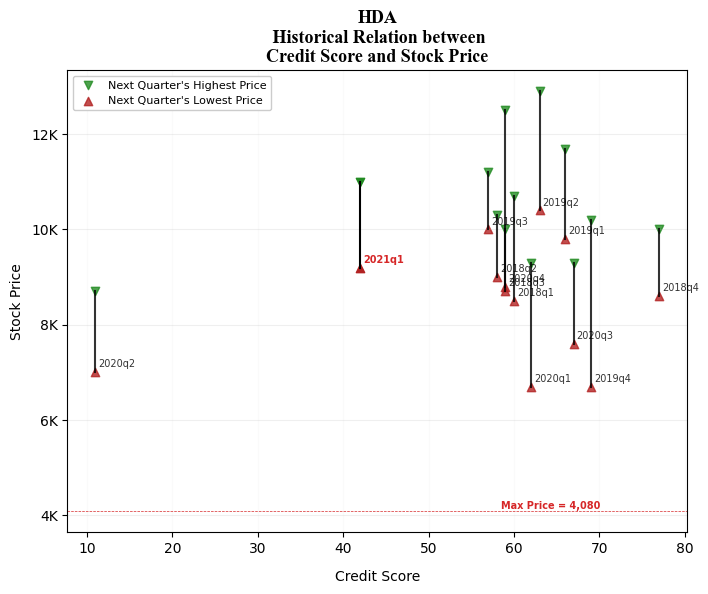 HDA
Historical Relation between
Credit Score and Stock Price
Next Quarter's Highest Price
Next Quarter's Lowest Price
12K
10K
8K
6K
4K
Stock Price
2019q2
2019q3
2019q1
2021q1
2018q2
2020q4
2018q3
2018q1
2018q4
2020q2
2020q3
2020q1
2019q4
Max Price = 4,080
10 20 30 40 50 60 70 80
Credit Score